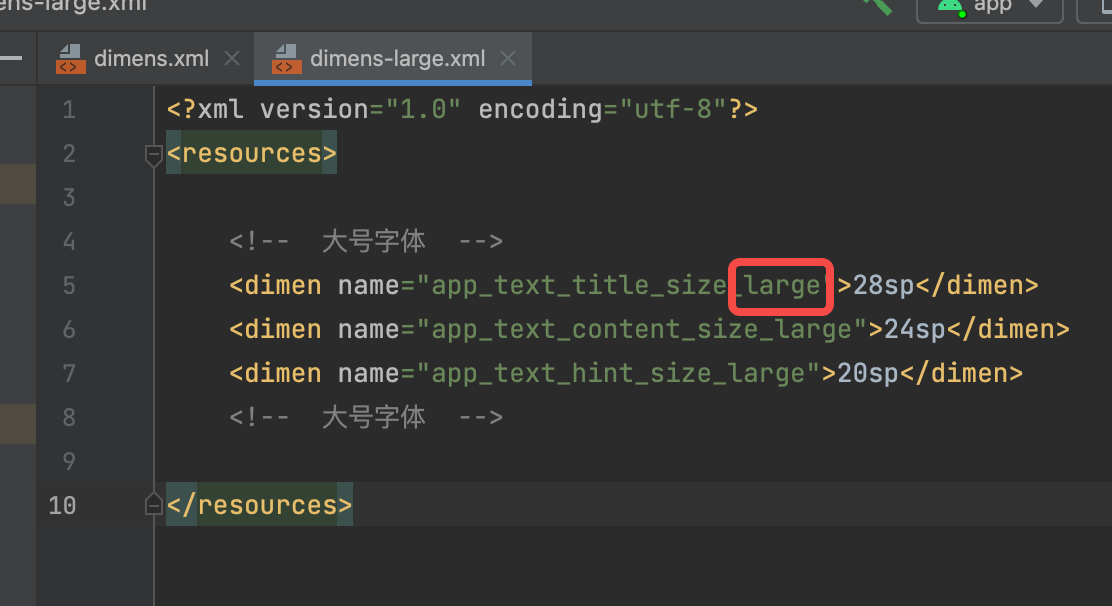 ens-large.xml
app
dimens.xml
dimens-large.xml
1 <?xml version="1.0" encoding="utf-8"?>
2 <resources>
3
4 <!-- 大号字体 -->
5 <dimen name="app_text_title_size_large">28sp</dimen>
6 <dimen name="app_text_content_size_large">24sp</dimen>
7 <dimen name="app_text_hint_size_large">20sp</dimen>
8 <!-- 大号字体 -->
9
10 </resources>